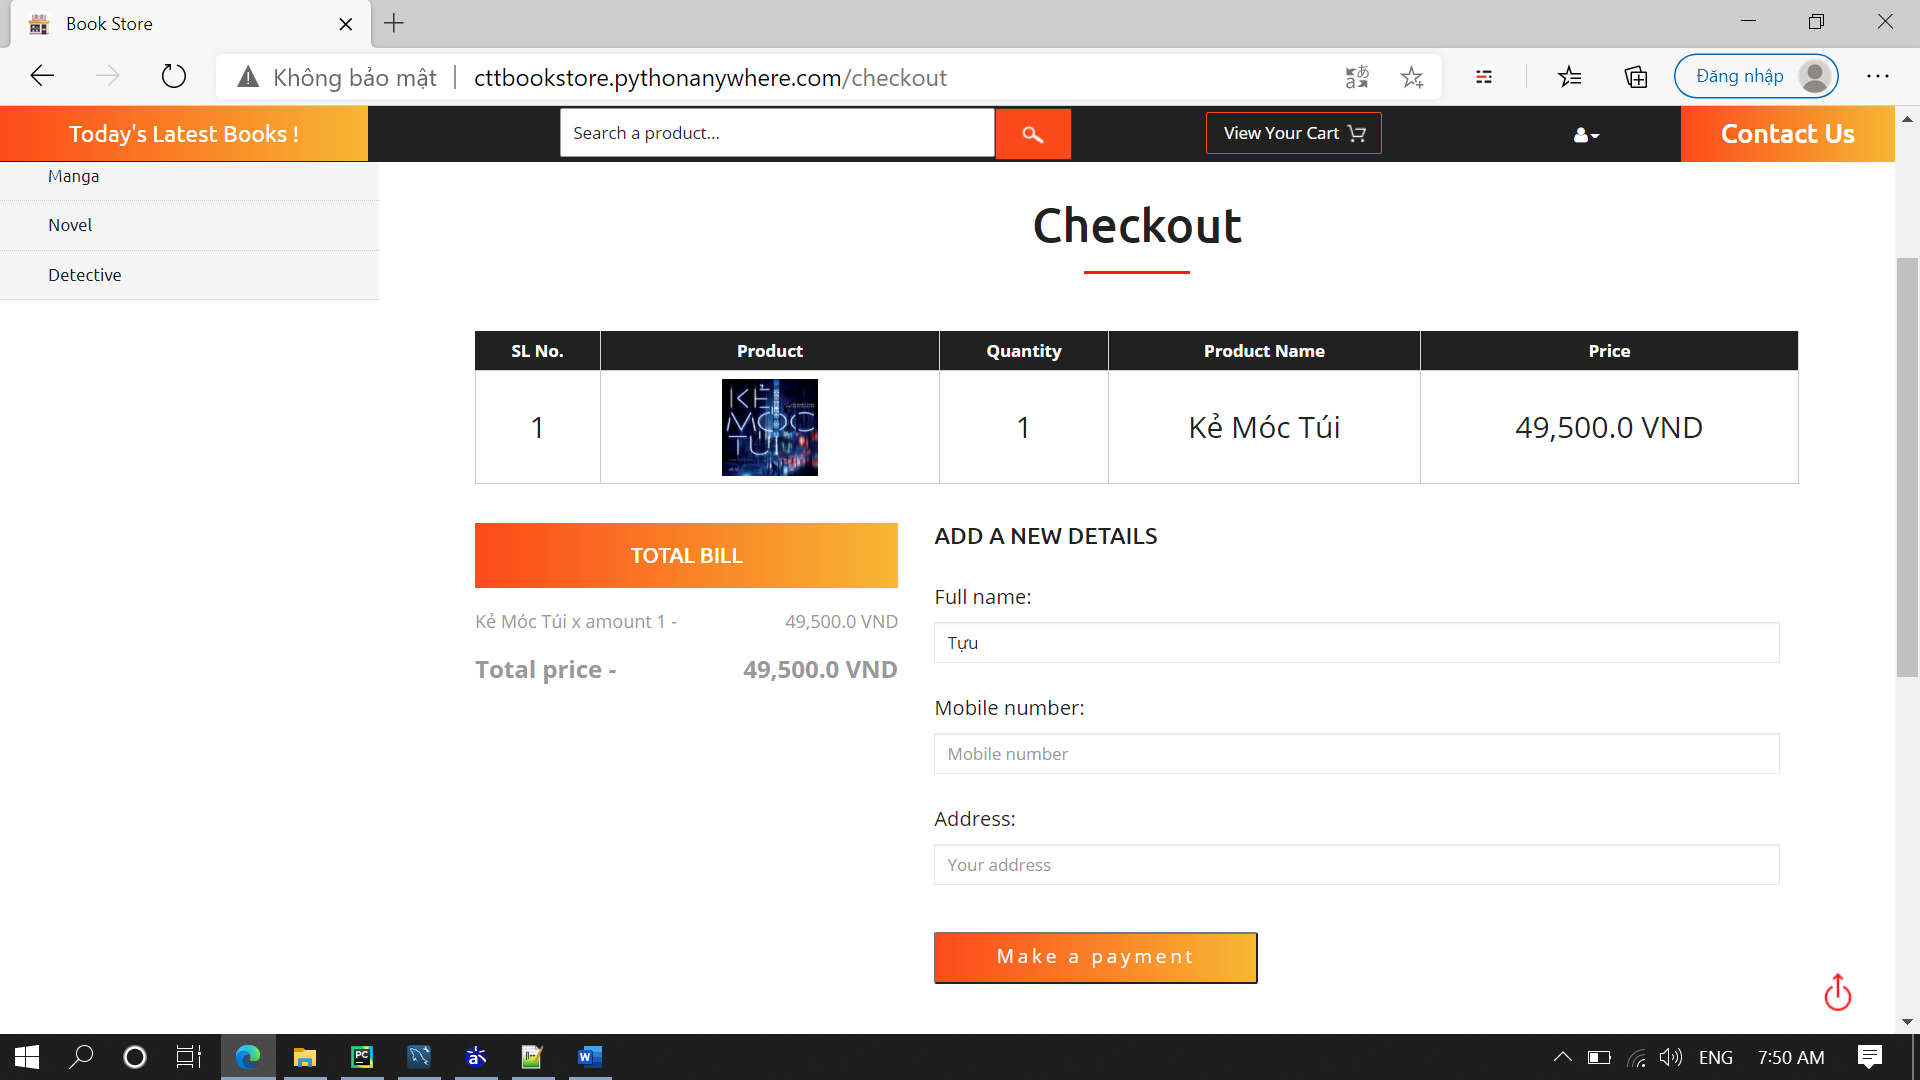 Book Store
Không bảo mật
cttbookstore.pythonanywhere.com/checkout
Đăng nhập
Today's Latest Books !
Search a product...
View Your Cart
Contact Us
Manga
Novel
Detective
Checkout
SL No. Product Quantity Product Name Price
1 KẺ MÓC TÚI 1 Kẻ Móc Túi 49,500.0 VND
TOTAL BILL
Kẻ Móc Túi x amount 1 - 49,500.0 VND
Total price - 49,500.0 VND
ADD A NEW DETAILS
Full name:
Tựu
Mobile number:
Mobile number
Address:
Your address
Make a payment
ENG
7:50 AM